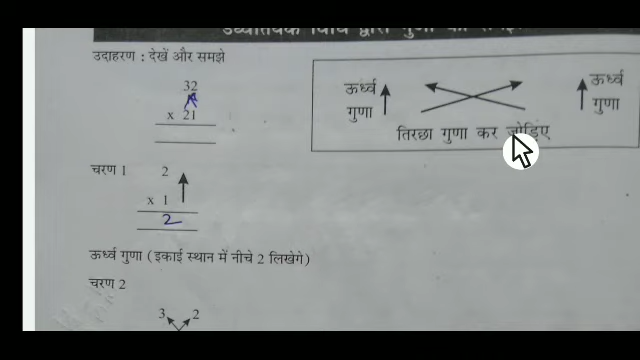 उदाहरण : देखें और समझे
32
x 21
ऊर्ध्व
गुणा
ऊर्ध्व
गुणा
तिरछा गुणा कर जोड़िए
चरण 1
2
x 1
2
ऊर्ध्व गुणा (इकाई स्थान में नीचे 2 लिखेगे)
चरण 2
3 2